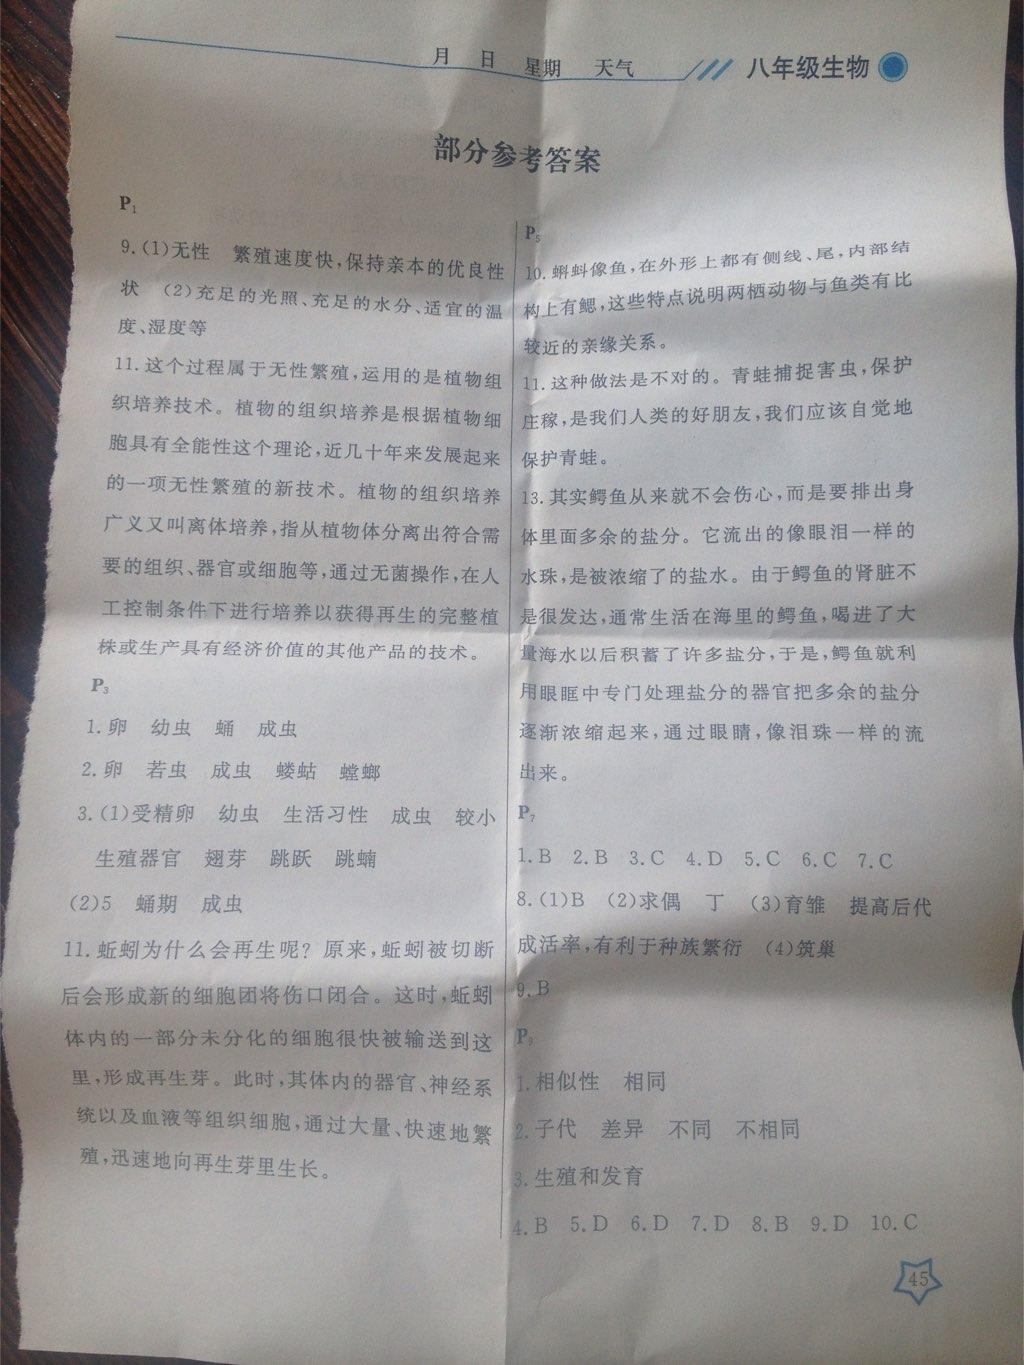 月 日 星期 天气 八年级生物
部分参考答案
P1
9.(1)无性 繁殖速度快,保持亲本的优良性
状 (2)充足的光照、充足的水分、适宜的温
度、湿度等
11.这个过程属于无性繁殖,运用的是植物组
织培养技术。植物的组织培养是根据植物细
胞具有全能性这个理论,近几十年来发展起来
的一项无性繁殖的新技术。植物的组织培养
广义又叫离体培养,指从植物体分离出符合需
要的组织、器官或细胞等,通过无菌操作,在人
工控制条件下进行培养以获得再生的完整植
株或生产具有经济价值的其他产品的技术。
P3
1.卵 幼虫 蛹 成虫
2.卵 若虫 成虫 蝼蛄 螳螂
3.(1)受精卵 幼虫 生活习性 成虫 较小
生殖器官 翅芽 跳跃 跳蝻
(2)5 蛹期 成虫
11.蚯蚓为什么会再生呢?原来,蚯蚓被切断
后会形成新的细胞团将伤口闭合。这时,蚯蚓
体内的一部分未分化的细胞很快被输送到这
里,形成再生芽。此时,其体内的器官、神经系
统以及血液等组织细胞,通过大量、快速地繁
殖,迅速地向再生芽里生长。
P5
10.蝌蚪像鱼,在外形上都有侧线、尾,内部结
构上有鳃,这些特点说明两栖动物与鱼类有比
较近的亲缘关系。
11.这种做法是不对的。青蛙捕捉害虫,保护
庄稼,是我们人类的好朋友,我们应该自觉地
保护青蛙。
13.其实鳄鱼从来就不会伤心,而是要排出身
体里面多余的盐分。它流出的像眼泪一样的
水珠,是被浓缩了的盐水。由于鳄鱼的肾脏不
是很发达,通常生活在海里的鳄鱼,喝进了大
量海水以后积蓄了许多盐分,于是,鳄鱼就利
用眼眶中专门处理盐分的器官把多余的盐分
逐渐浓缩起来,通过眼睛,像泪珠一样的流
出来。
P7
1.B 2.B 3.C 4.D 5.C 6.C 7.C
8.(1)B (2)求偶 丁 (3)育雏 提高后代
成活率,有利于种族繁衍 (4)筑巢
9.B
P9
1.相似性 相同
2.子代 差异 不同 不相同
3.生殖和发育
4.B 5.D 6.D 7.D 8.B 9.D 10.C
45